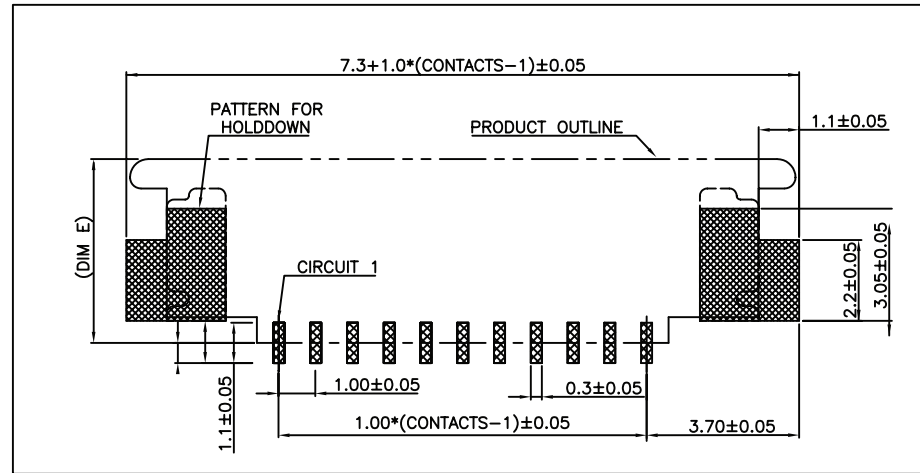 7.3+1.0*(CONTACTS-1)±0.05
PATTERN FOR
HOLDDOWN
PRODUCT OUTLINE
1.1±0.05
(DIM E)
CIRCUIT 1
2.2±0.05
3.05±0.05
1.1±0.05
1.00±0.05
0.3±0.05
1.00*(CONTACTS-1)±0.05
3.70±0.05